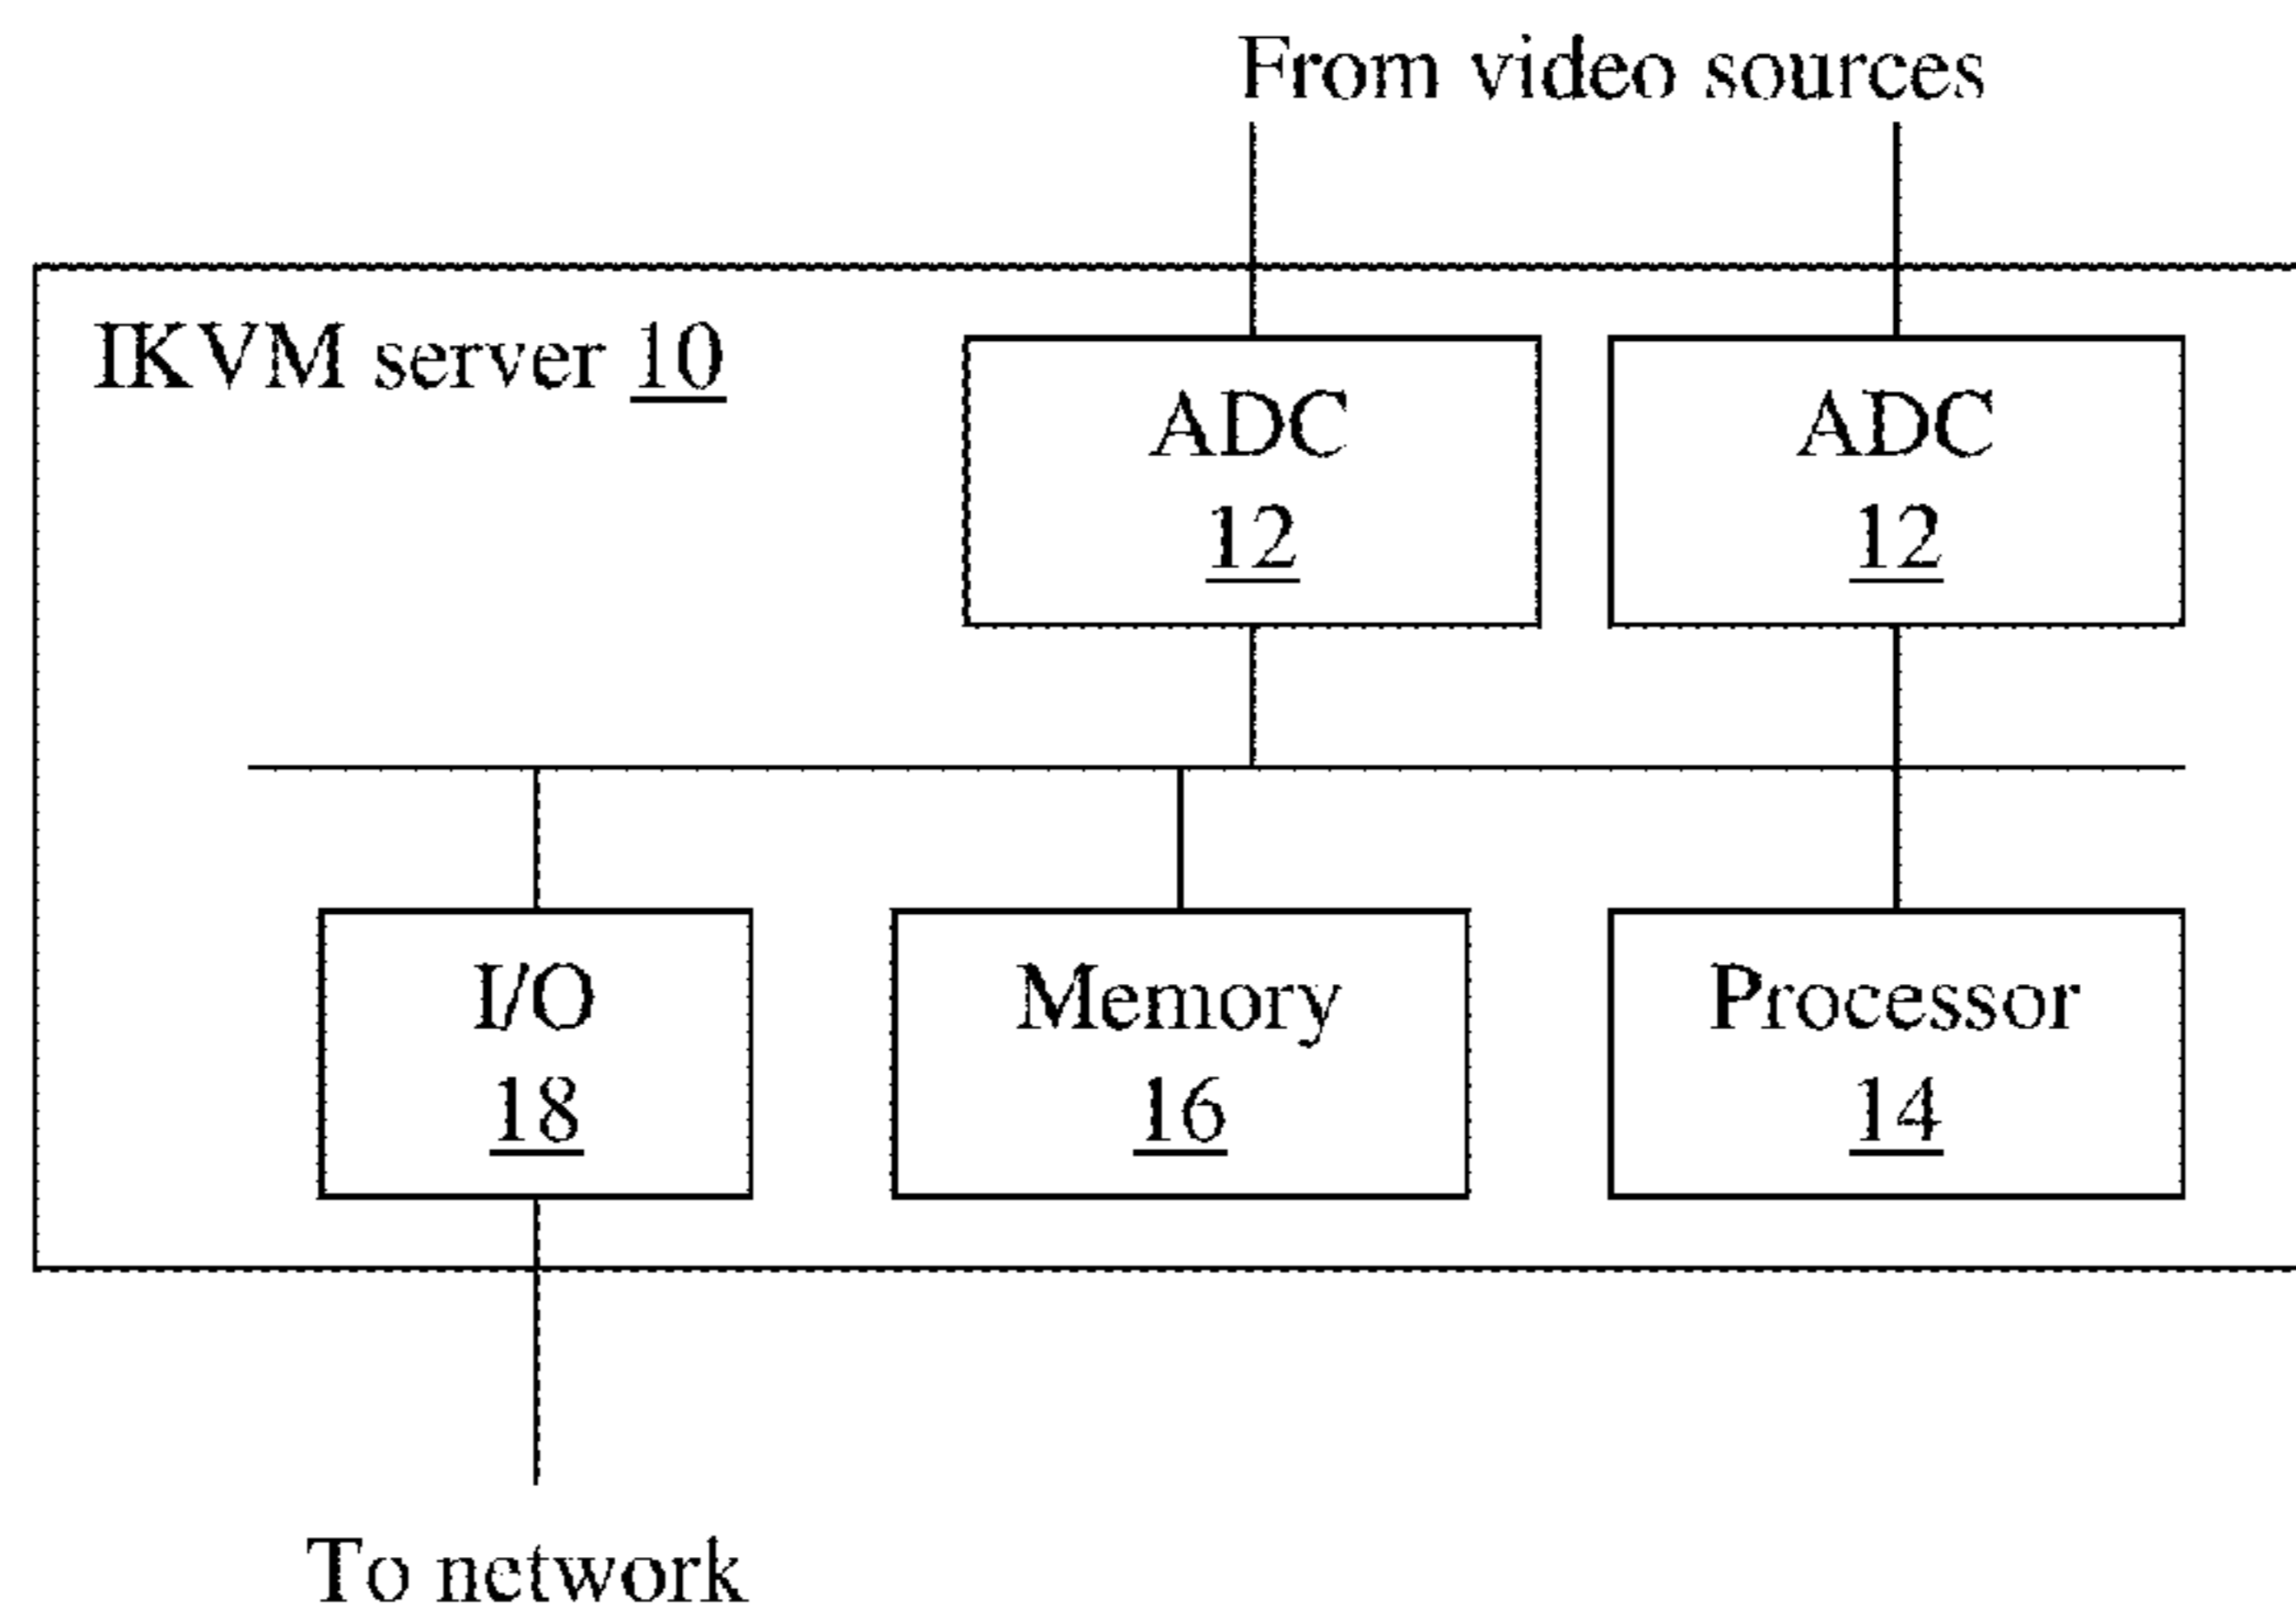 From video sources
IKVM server 10
ADC
12
ADC
12
I/O
18
Memory
16
Processor
14
To network